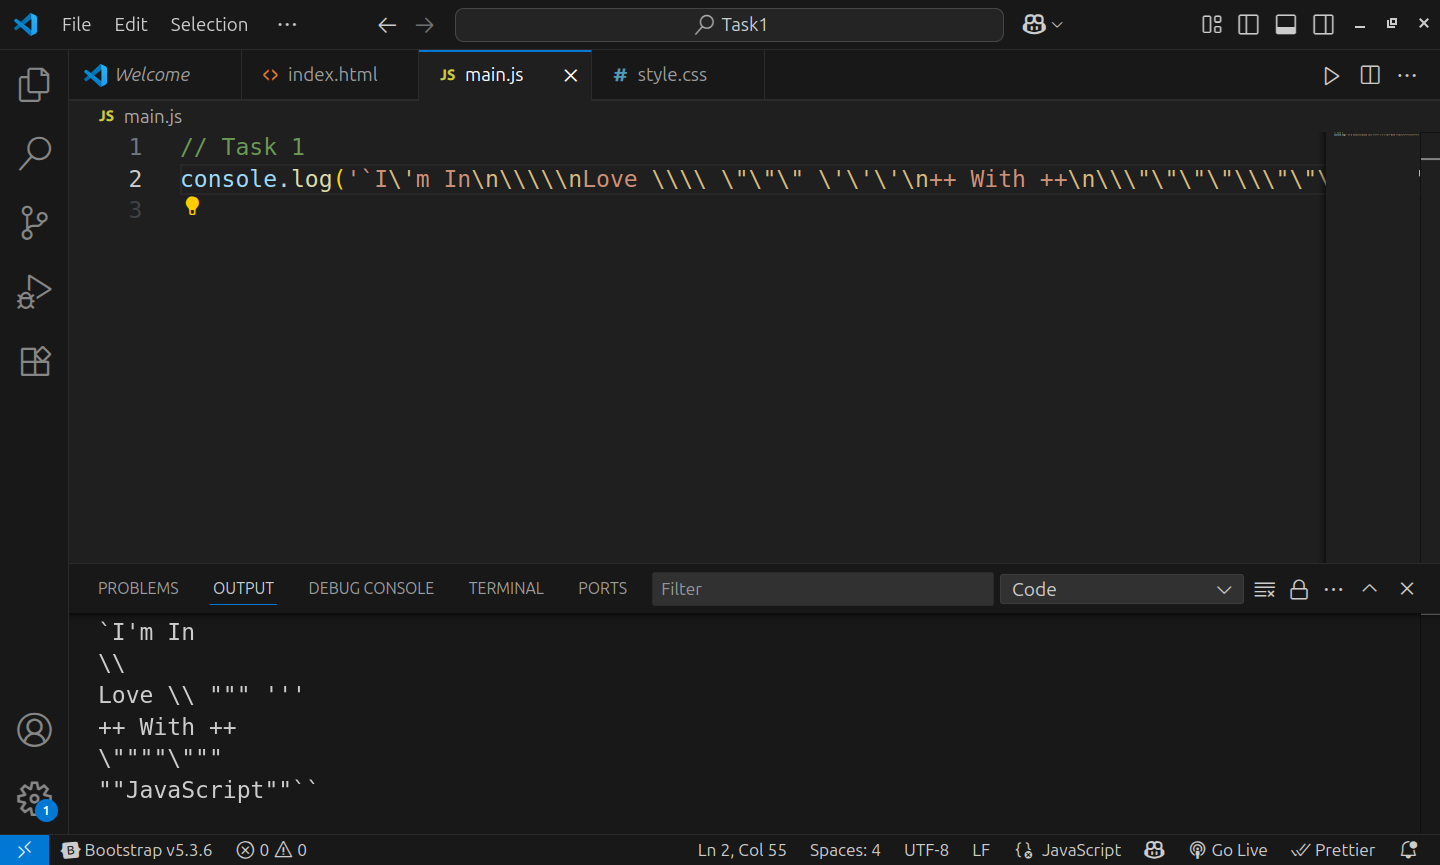 File Edit Selection ··· Task1
Welcome index.html JS main.js # style.css
JS main.js
1 // Task 1
2 console.log('`I\'m In\n\\\\\nLove \\\\ \"\"\" \'\'\'\n++ With ++\n\\\"\"\"\"\\\"\"\
3
PROBLEMS OUTPUT DEBUG CONSOLE TERMINAL PORTS Filter Code
`I'm In
\\
Love \\ """ '''
++ With ++
\""""\"""
""JavaScript""``
1
Bootstrap v5.3.6 0 0 Ln 2, Col 55 Spaces: 4 UTF-8 LF {} JavaScript Go Live Prettier